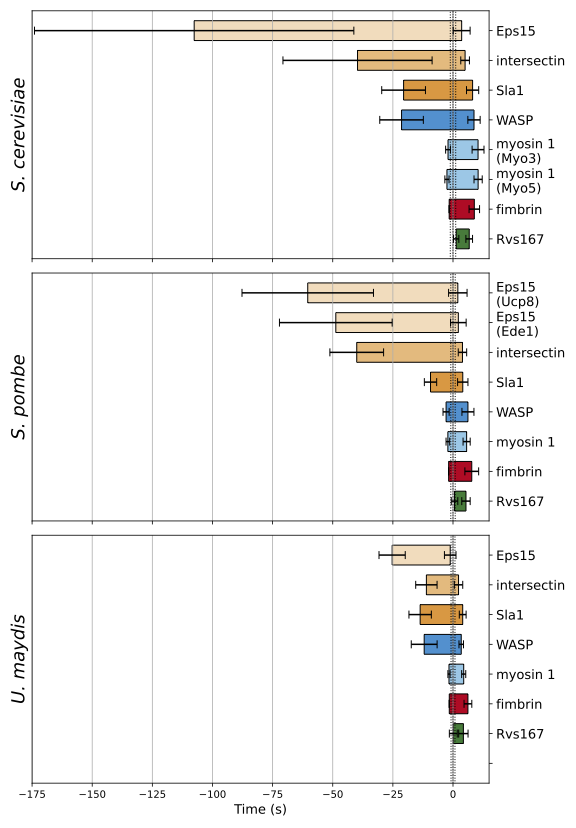 S. cerevisiae
Eps15
intersectin
Sla1
WASP
myosin 1
(Myo3)
myosin 1
(Myo5)
fimbrin
Rvs167
S. pombe
Eps15
(Ucp8)
Eps15
(Ede1)
intersectin
Sla1
WASP
myosin 1
fimbrin
Rvs167
U. maydis
Eps15
intersectin
Sla1
WASP
myosin 1
fimbrin
Rvs167
−175 −150 −125 −100 −75 −50 −25 0
Time (s)